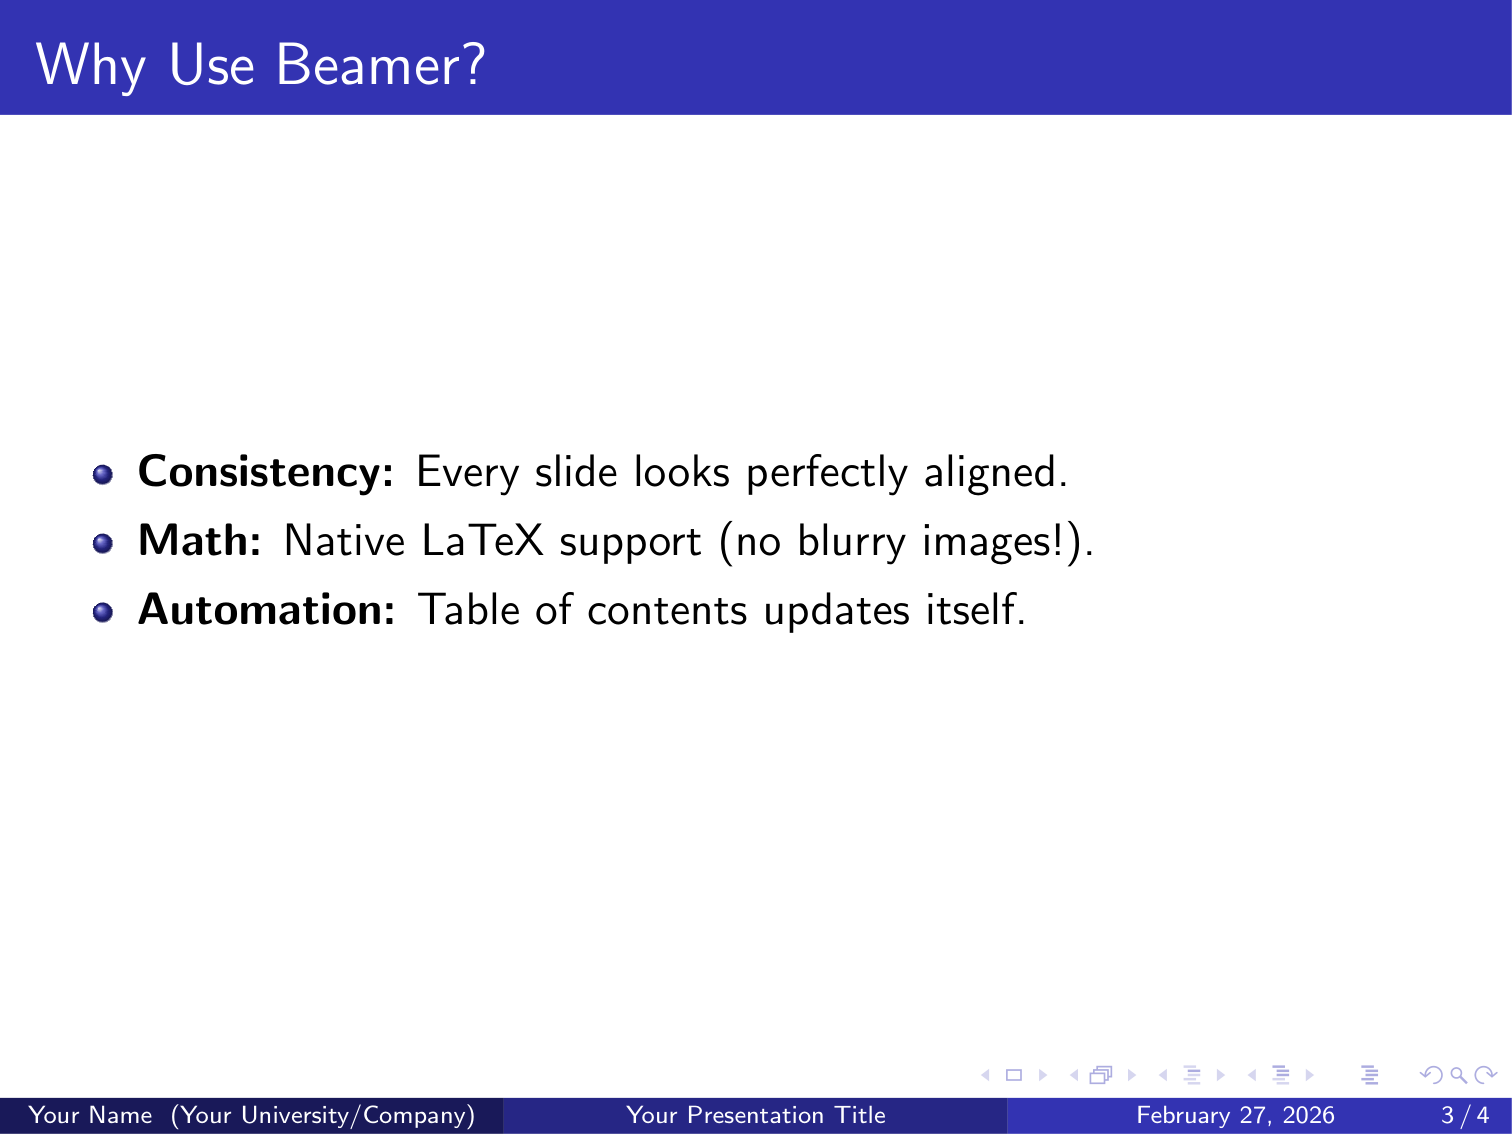 Why Use Beamer?
Consistency: Every slide looks perfectly aligned.
Math: Native LaTeX support (no blurry images!).
Automation: Table of contents updates itself.
Your Name (Your University/Company) Your Presentation Title February 27, 2026 3 / 4